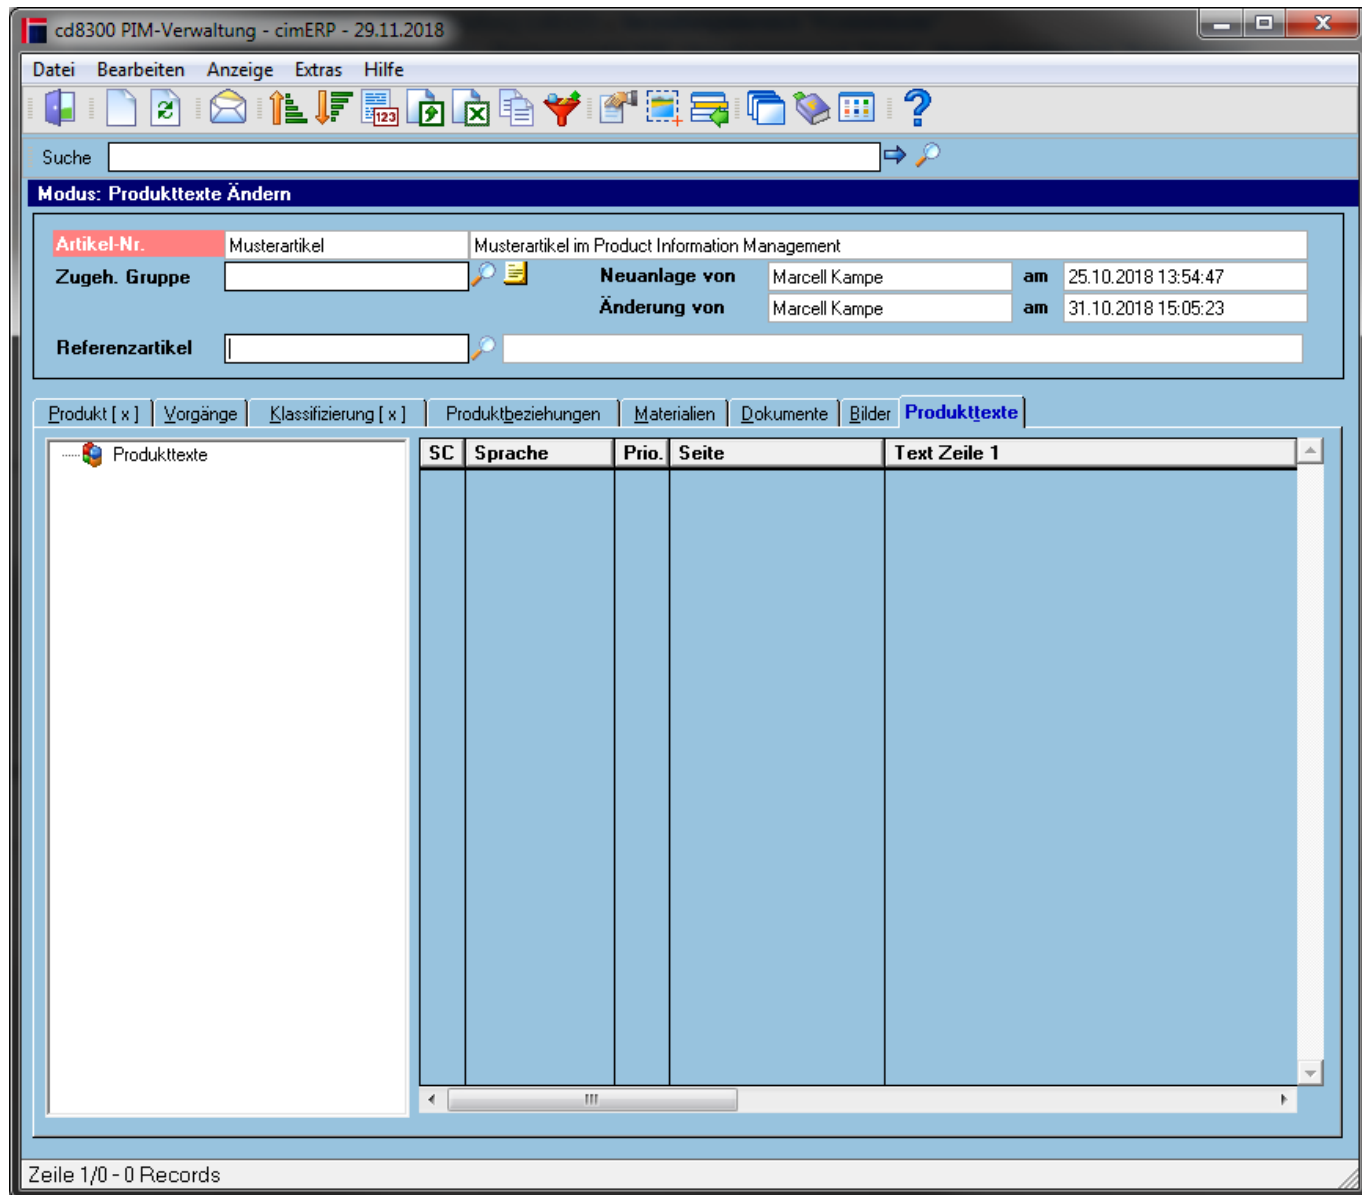 cd8300 PIM-Verwaltung - cimERP - 29.11.2018
Datei Bearbeiten Anzeige Extras Hilfe
123
Suche
Modus: Produkttexte Ändern
Artikel-Nr. Musterartikel Musterartikel im Product Information Management
Zugeh. Gruppe Neuanlage von Marcell Kampe am 25.10.2018 13:54:47
Änderung von Marcell Kampe am 31.10.2018 15:05:23
Referenzartikel
Produkt [ x ] Vorgänge Klassifizierung [ x ] Produktbeziehungen Materialien Dokumente Bilder Produkttexte
Produkttexte SC Sprache Prio. Seite Text Zeile 1
Zeile 1/0 - 0 Records